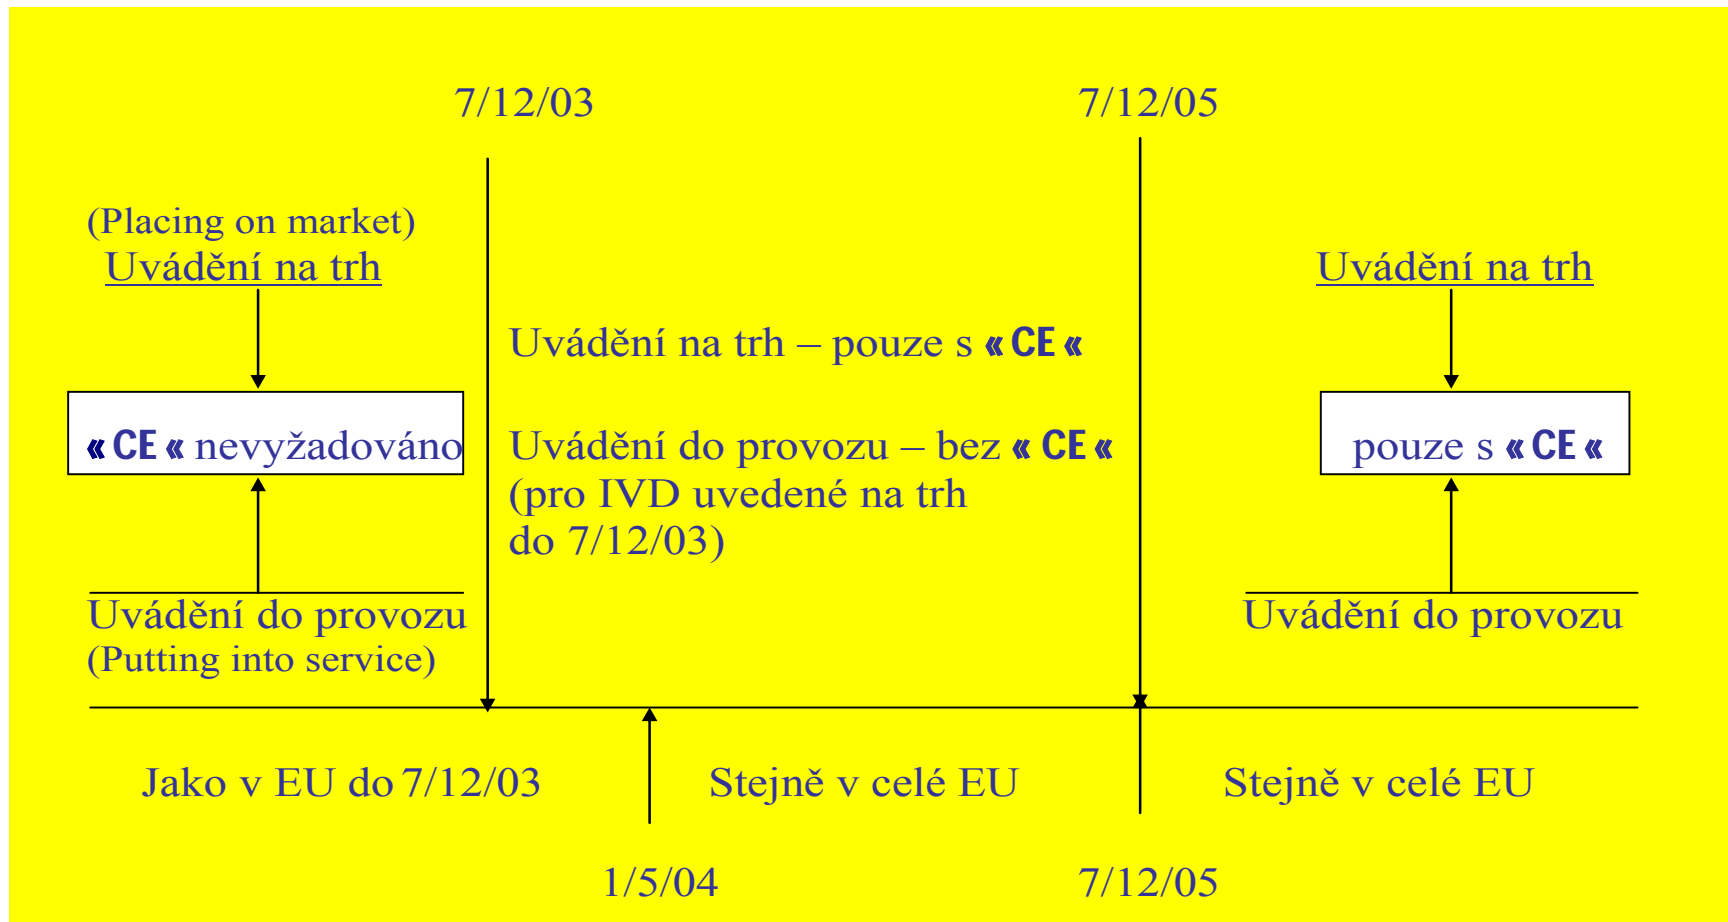 7/12/03
7/12/05
(Placing on market)
Uvádění na trh
Uvádění na trh
Uvádění na trh – pouze s « CE «
« CE « nevyžadováno
Uvádění do provozu – bez « CE «
(pro IVD uvedené na trh
do 7/12/03)
pouze s « CE «
Uvádění do provozu
(Putting into service)
Uvádění do provozu
Jako v EU do 7/12/03
Stejně v celé EU
Stejně v celé EU
1/5/04
7/12/05